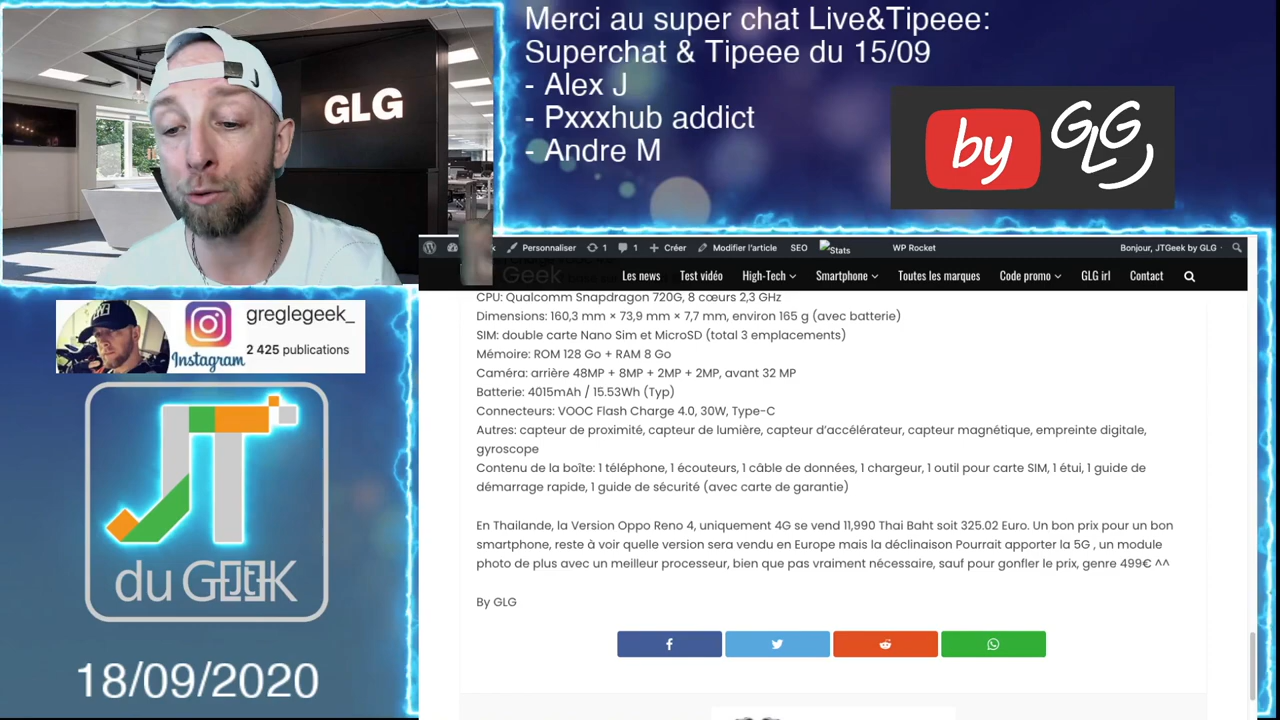 GLG
Merci au super chat Live&Tipeee:
Superchat & Tipeee du 15/09
- Alex J
- Pxxxhub addict
- Andre M
by GLG
greglegeek_
2 425 publications
Instagram
JT
du GEEK
18/09/2020
Personnaliser 1 1 Créer Modifier l'article SEO Stats WP Rocket Bonjour, JTGeek by GLG
Geek Les news Test vidéo High-Tech Smartphone Toutes les marques Code promo GLG irl Contact
CPU: Qualcomm Snapdragon 720G, 8 cœurs 2,3 GHz
Dimensions: 160,3 mm × 73,9 mm × 7,7 mm, environ 165 g (avec batterie)
SIM: double carte Nano Sim et MicroSD (total 3 emplacements)
Mémoire: ROM 128 Go + RAM 8 Go
Caméra: arrière 48MP + 8MP + 2MP + 2MP, avant 32 MP
Batterie: 4015mAh / 15.53Wh (Typ)
Connecteurs: VOOC Flash Charge 4.0, 30W, Type-C
Autres: capteur de proximité, capteur de lumière, capteur d'accélérateur, capteur magnétique, empreinte digitale,
gyroscope
Contenu de la boîte: 1 téléphone, 1 écouteurs, 1 câble de données, 1 chargeur, 1 outil pour carte SIM, 1 étui, 1 guide de
démarrage rapide, 1 guide de sécurité (avec carte de garantie)
En Thailande, la Version Oppo Reno 4, uniquement 4G se vend 11,990 Thai Baht soit 325.02 Euro. Un bon prix pour un bon
smartphone, reste à voir quelle version sera vendu en Europe mais la déclinaison Pourrait apporter la 5G , un module
photo de plus avec un meilleur processeur, bien que pas vraiment nécessaire, sauf pour gonfler le prix, genre 499€ ^^
By GLG